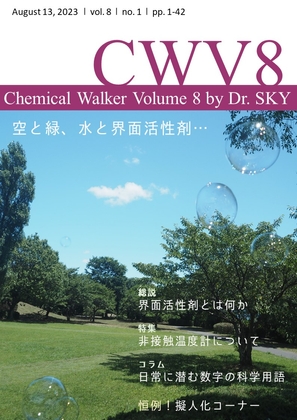 August 13, 2023 | vol. 8 | no. 1 | pp. 1-42
CWV8
Chemical Walker Volume 8 by Dr. SKY
空と緑、水と界面活性剤…
総説
界面活性剤とは何か
特集
非接触温度計について
コラム
日常に潜む数字の科学用語
恒例！擬人化コーナー